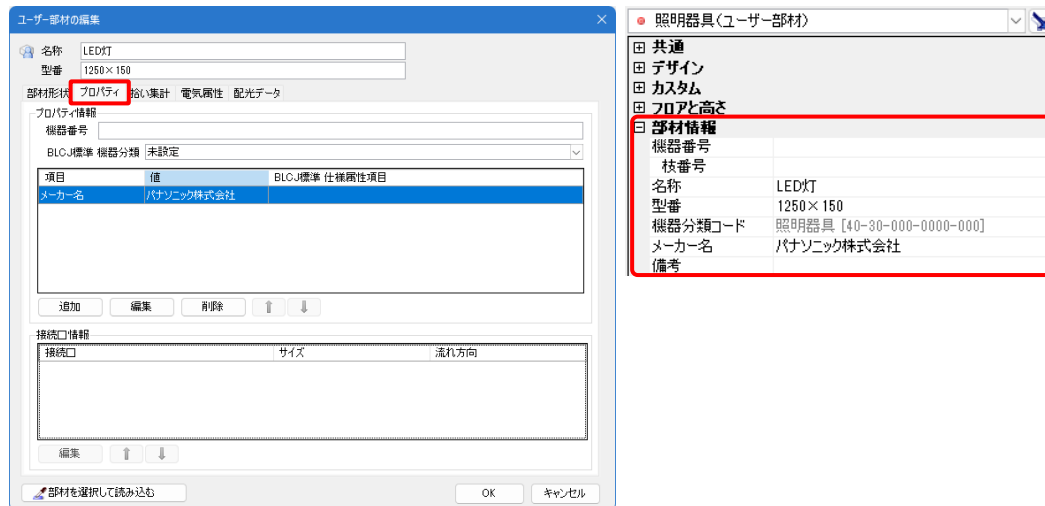 ユーザー部材の編集
名称 LED灯
型番 1250×150
部材形状 プロパティ 拾い集計 電気属性 配光データ
プロパティ情報
機器番号
BLCJ標準 機器分類 未設定
項目 値 BLCJ標準 仕様属性項目
メーカー名 パナソニック株式会社
追加 編集 削除
接続口情報
接続口 サイズ 流れ方向
編集
部材を選択して読み込む OK キャンセル
照明器具(ユーザー部材)
共通
デザイン
カスタム
フロアと高さ
部材情報
機器番号
枝番号
名称 LED灯
型番 1250×150
機器分類コード 照明器具 [40-30-000-0000-000]
メーカー名 パナソニック株式会社
備考